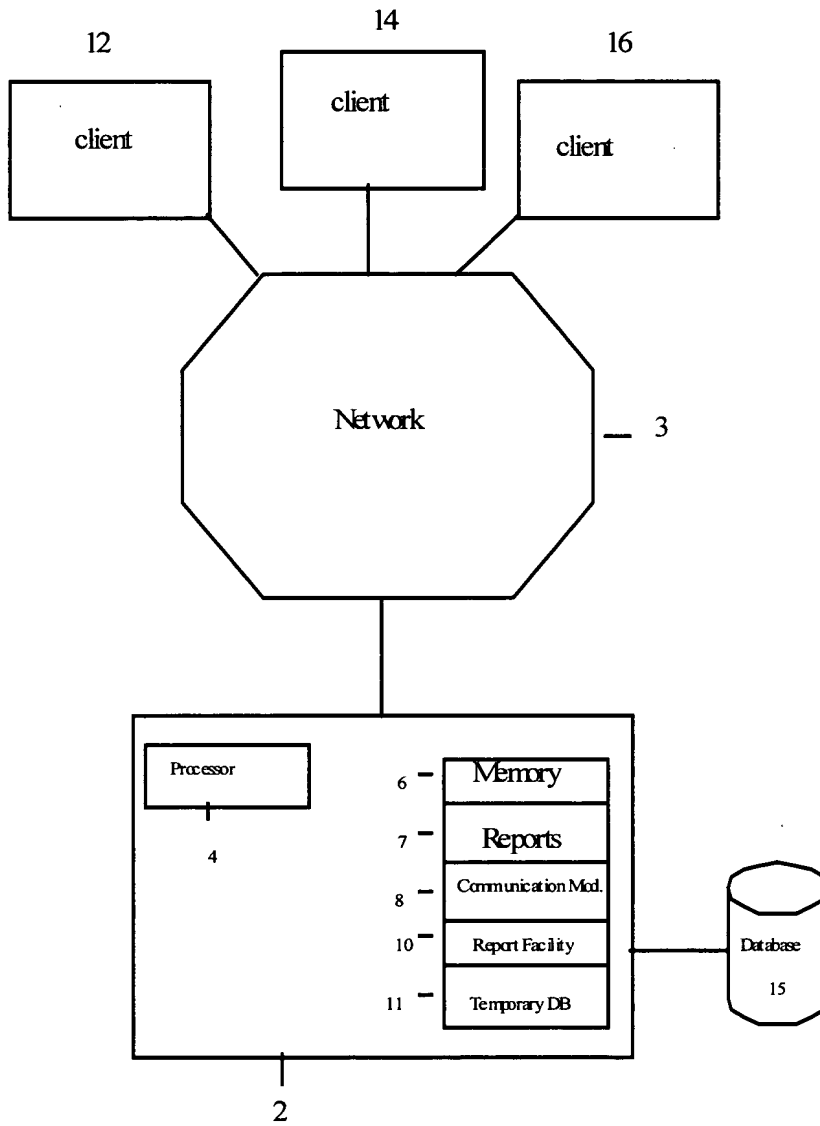 12
14
16
client
client
client
Network
3
Processor
4
6
Memory
7
Reports
8
Communication Mod.
10
Report Facility
11
Temporary DB
Database
15
2